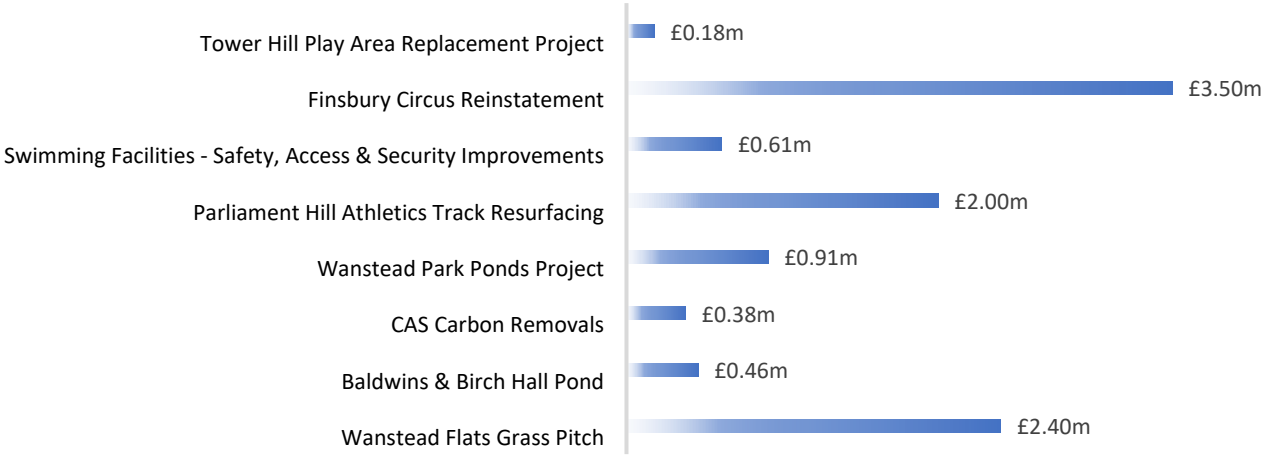 Tower Hill Play Area Replacement Project £0.18m
Finsbury Circus Reinstatement £3.50m
Swimming Facilities - Safety, Access & Security Improvements £0.61m
Parliament Hill Athletics Track Resurfacing £2.00m
Wanstead Park Ponds Project £0.91m
CAS Carbon Removals £0.38m
Baldwins & Birch Hall Pond £0.46m
Wanstead Flats Grass Pitch £2.40m